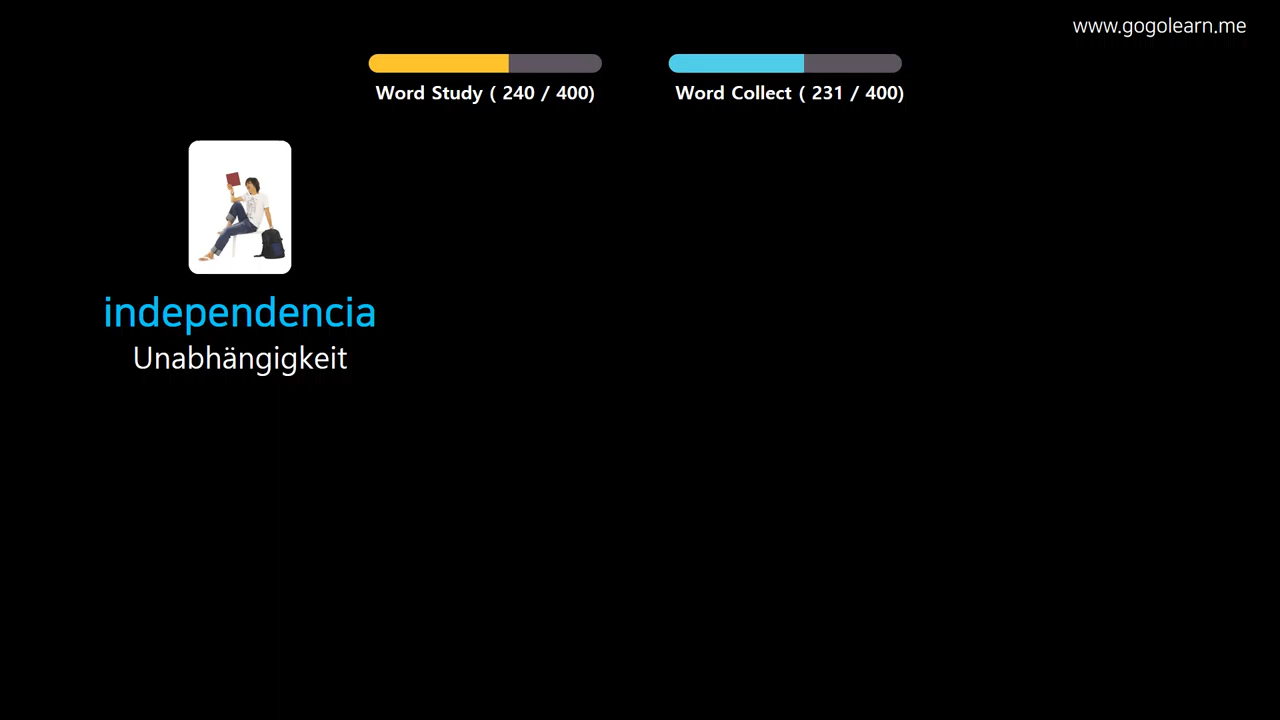 www.gogolearn.me
Word Study ( 240 / 400)
Word Collect ( 231 / 400)
independencia
Unabhängigkeit